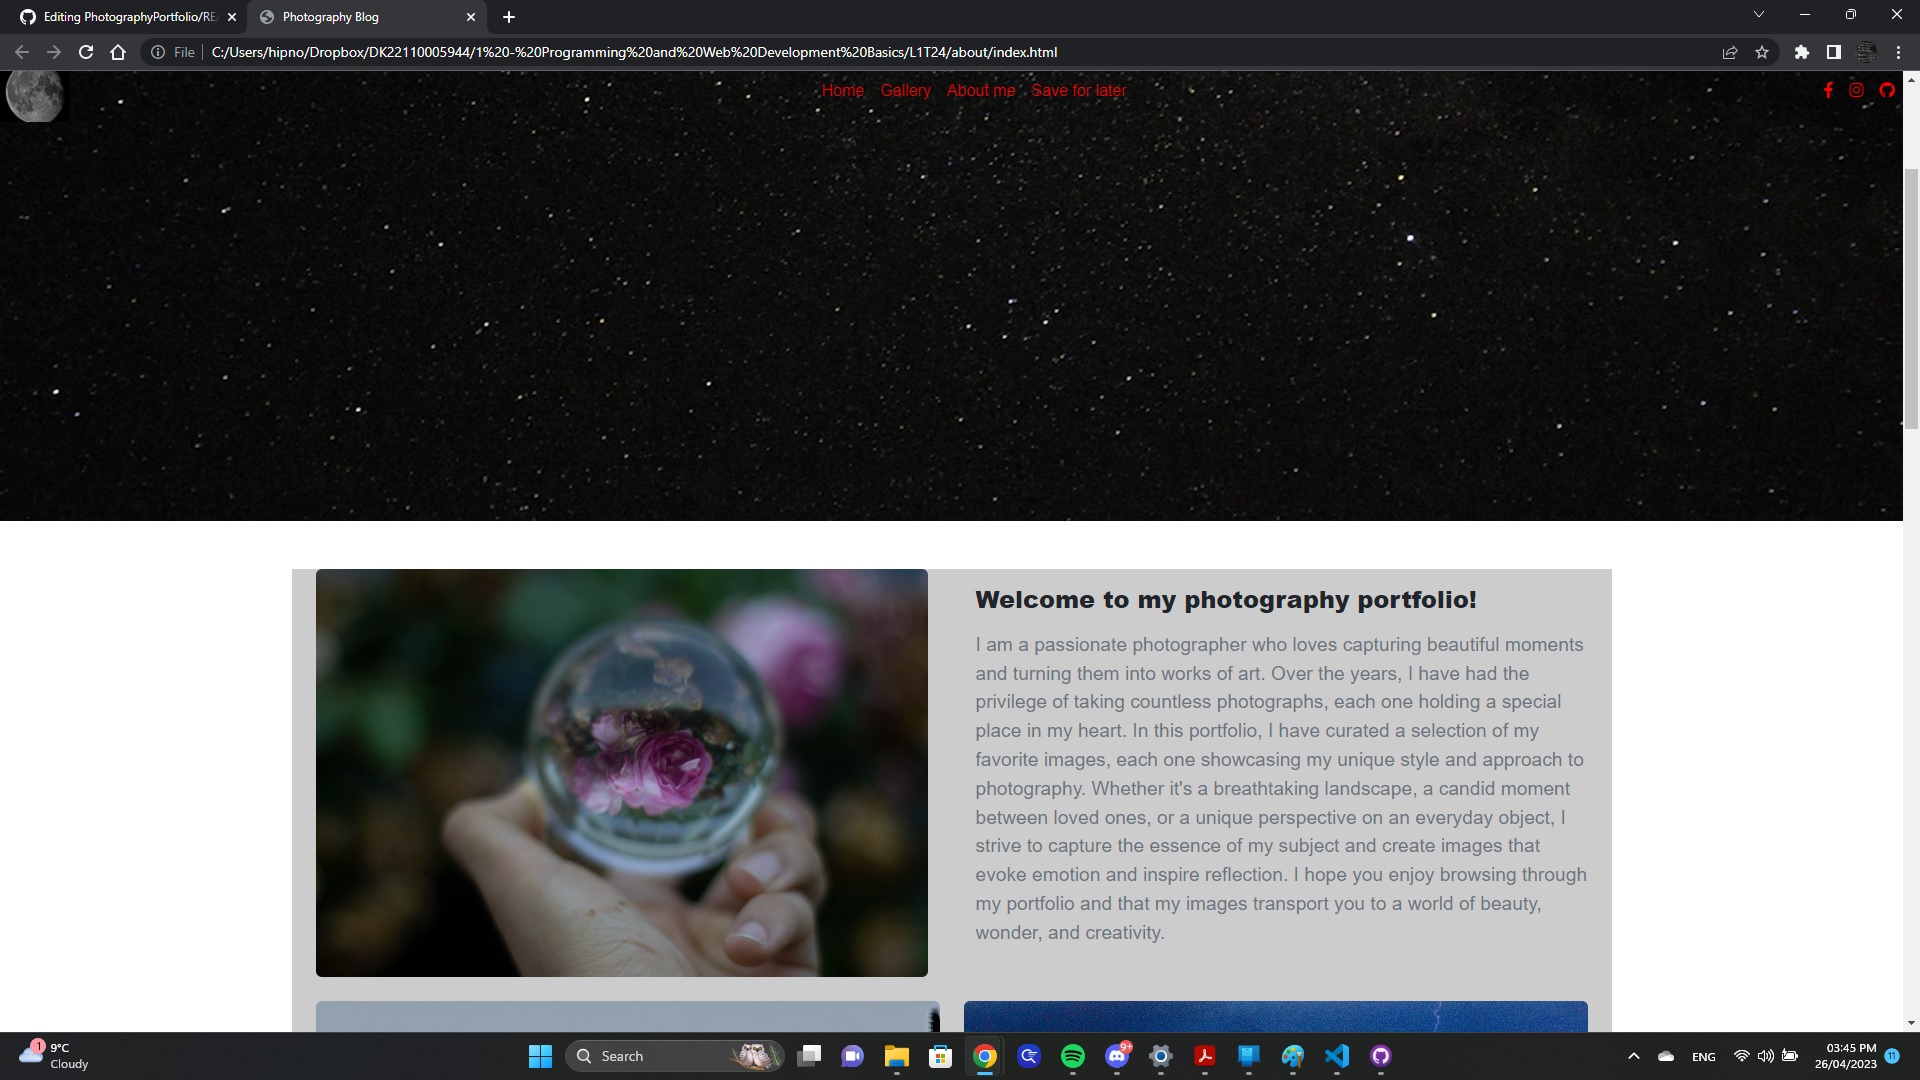 Editing PhotographyPortfolio/REA
Photography Blog
File
C:/Users/hipno/Dropbox/DK22110005944/1%20-%20Programming%20and%20Web%20Development%20Basics/L1T24/about/index.html
Home Gallery About me Save for later
Welcome to my photography portfolio!
I am a passionate photographer who loves capturing beautiful moments
and turning them into works of art. Over the years, I have had the
privilege of taking countless photographs, each one holding a special
place in my heart. In this portfolio, I have curated a selection of my
favorite images, each one showcasing my unique style and approach to
photography. Whether it's a breathtaking landscape, a candid moment
between loved ones, or a unique perspective on an everyday object, I
strive to capture the essence of my subject and create images that
evoke emotion and inspire reflection. I hope you enjoy browsing through
my portfolio and that my images transport you to a world of beauty,
wonder, and creativity.
1
9°C
Cloudy
Search
9+
ENG
03:45 PM
26/04/2023
11